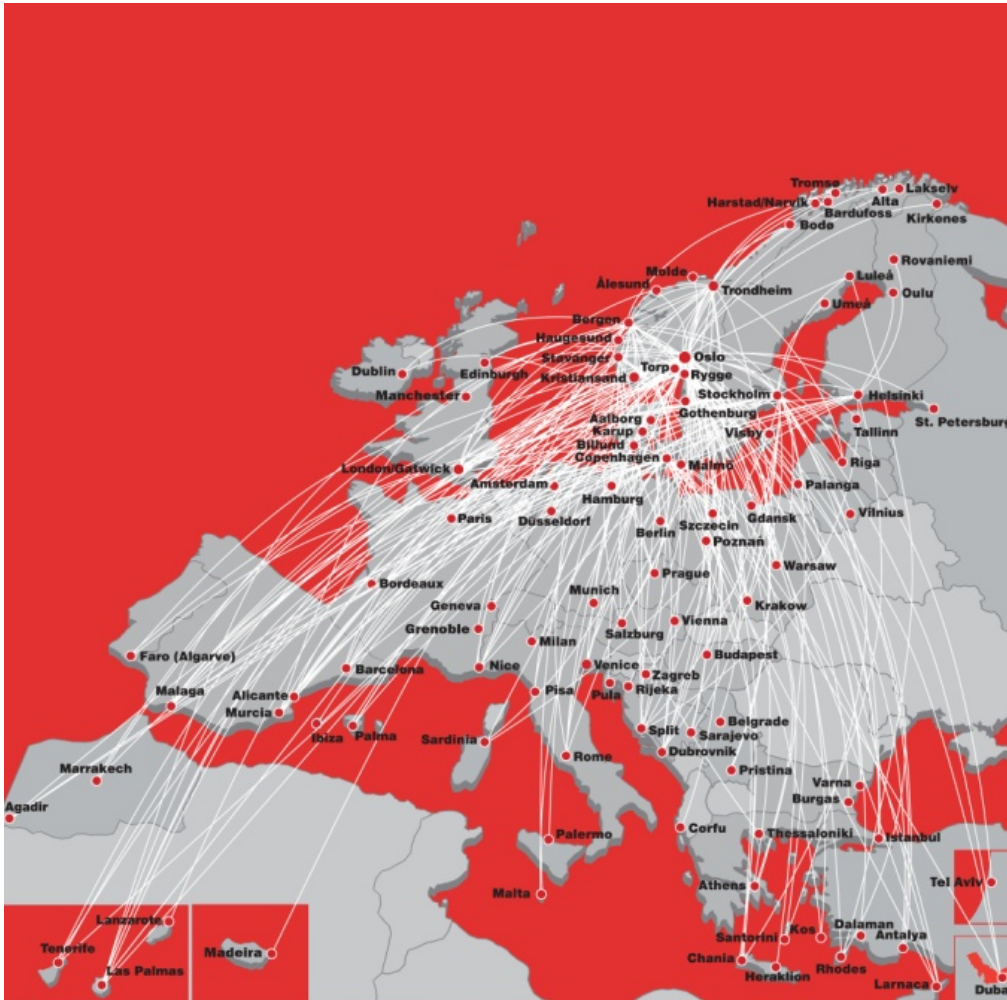 Tromsø
Lakselv
Harstad/Narvik
Alta
Bardufoss
Kirkenes
Bodø
Rovaniemi
Molde
Luleå
Ålesund
Trondheim
Oulu
Umeå
Bergen
Haugesund
Stavanger
Oslo
Torp
Dublin
Edinburgh
Rygge
Kristiansand
Manchester
Stockholm
Helsinki
Gothenburg
St. Petersburg
Aalborg
Tallinn
Karup
Visby
Billund
Copenhagen
Malmö
Riga
London/Gatwick
Amsterdam
Hamburg
Palanga
Paris
Düsseldorf
Szczecin
Gdansk
Vilnius
Berlin
Poznań
Warsaw
Prague
Bordeaux
Geneva
Munich
Krakow
Grenoble
Salzburg
Vienna
Milan
Budapest
Faro (Algarve)
Barcelona
Nice
Venice
Zagreb
Malaga
Alicante
Pisa
Pula
Rijeka
Murcia
Ibiza
Palma
Sardinia
Split
Belgrade
Sarajevo
Rome
Dubrovnik
Marrakech
Pristina
Varna
Agadir
Burgas
Palermo
Corfu
Thessaloniki
Istanbul
Malta
Athens
Tel Aviv
Lanzarote
Tenerife
Madeira
Santorini
Kos
Dalaman
Antalya
Las Palmas
Chania
Heraklion
Rhodes
Larnaca
Duba